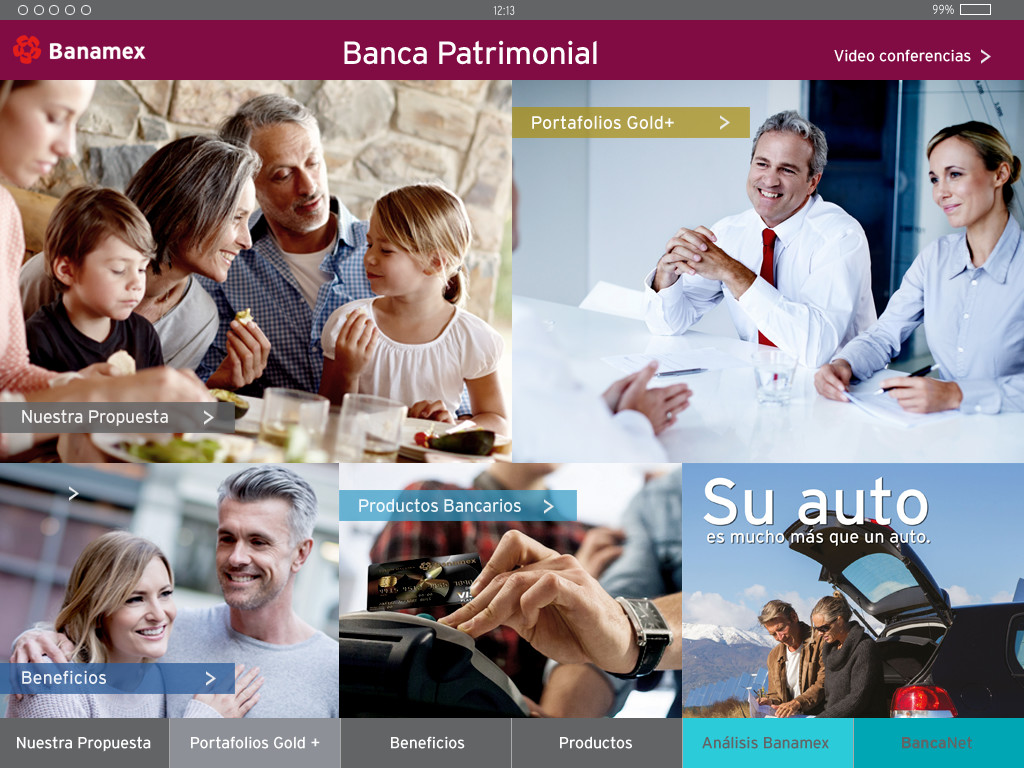 12:13
99%
Banamex
Banca Patrimonial
Video conferencias >
Portafolios Gold+ >
Nuestra Propuesta >
>
Productos Bancarios >
Su auto
es mucho más que un auto.
VISA
Beneficios >
Nuestra Propuesta
Portafolios Gold +
Beneficios
Productos
Análisis Banamex
BancaNet